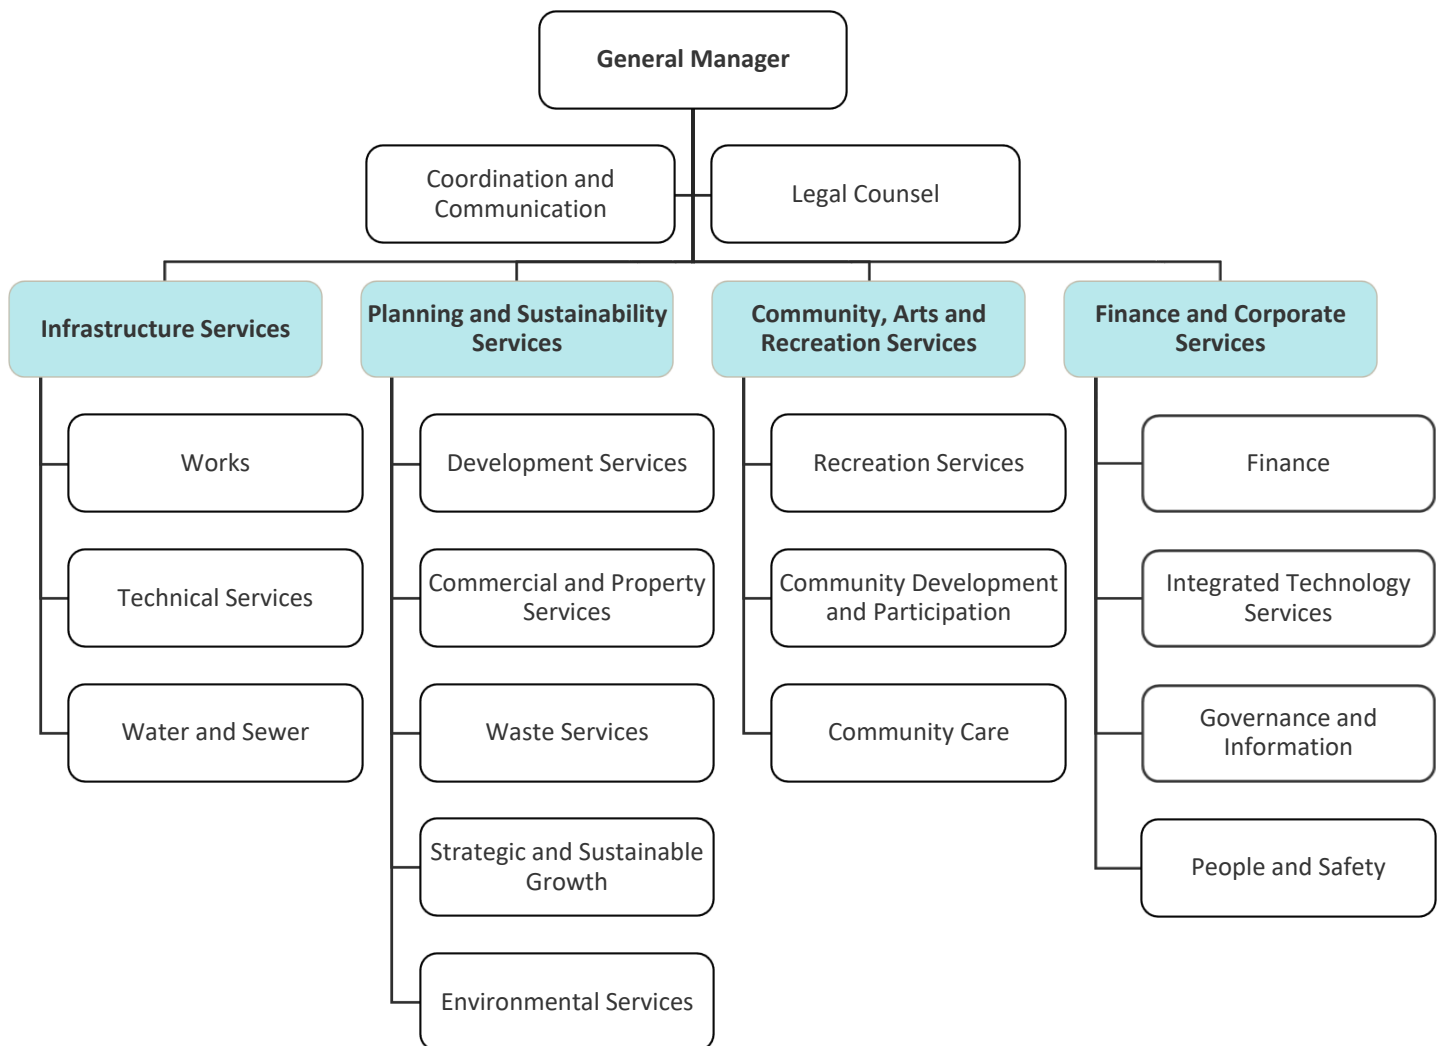 General Manager
Coordination and
Communication
Legal Counsel
Infrastructure Services
Planning and Sustainability
Services
Community, Arts and
Recreation Services
Finance and Corporate
Services
Works
Technical Services
Water and Sewer
Development Services
Commercial and Property
Services
Waste Services
Strategic and Sustainable
Growth
Environmental Services
Recreation Services
Community Development
and Participation
Community Care
Finance
Integrated Technology
Services
Governance and
Information
People and Safety